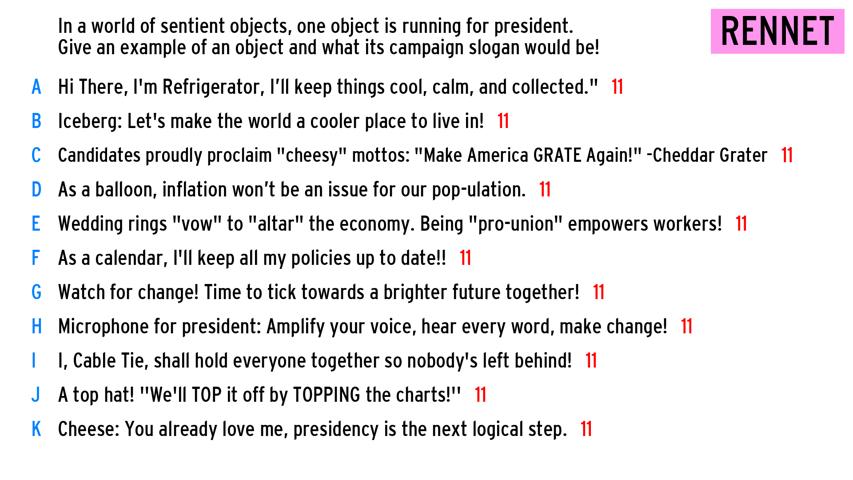 In a world of sentient objects, one object is running for president.
Give an example of an object and what its campaign slogan would be!
RENNET
A Hi There, I'm Refrigerator, I'll keep things cool, calm, and collected." 11
B Iceberg: Let's make the world a cooler place to live in! 11
C Candidates proudly proclaim "cheesy" mottos: "Make America GRATE Again!" -Cheddar Grater 11
D As a balloon, inflation won't be an issue for our pop-ulation. 11
E Wedding rings "vow" to "altar" the economy. Being "pro-union" empowers workers! 11
F As a calendar, I'll keep all my policies up to date!! 11
G Watch for change! Time to tick towards a brighter future together! 11
H Microphone for president: Amplify your voice, hear every word, make change! 11
I I, Cable Tie, shall hold everyone together so nobody's left behind! 11
J A top hat! "We'll TOP it off by TOPPING the charts!" 11
K Cheese: You already love me, presidency is the next logical step. 11